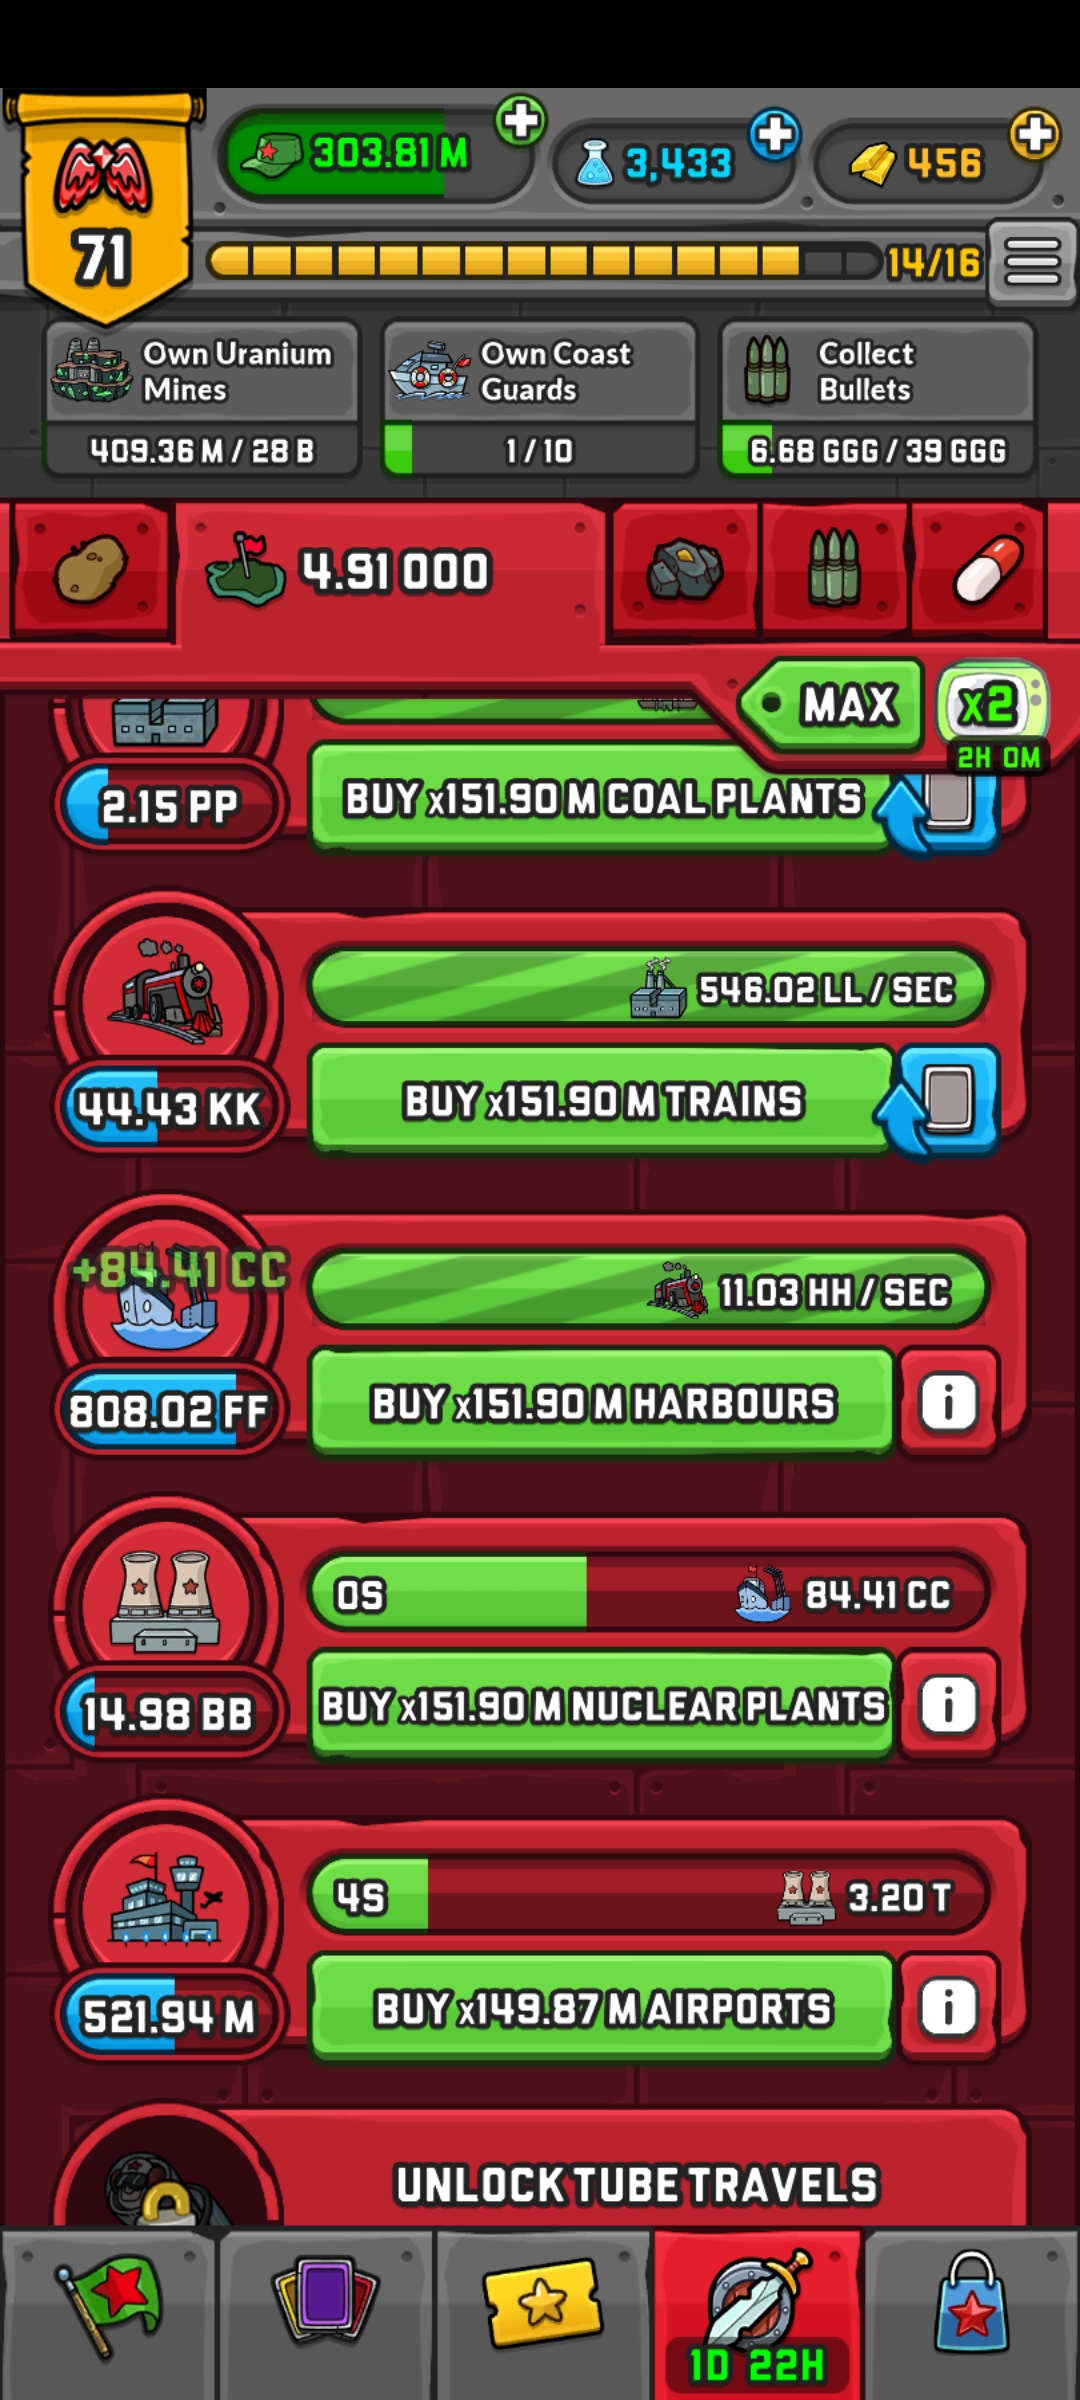 303.81 M
3,433
456
71
14/16
Own Uranium
Mines
409.36 M / 28 B
Own Coast
Guards
1 / 10
Collect
Bullets
6.68 GGG / 39 GGG
4.91 OOO
MAX
x2
2H 0M
2.15 PP
BUY x151.90 M COAL PLANTS
546.02 LL / SEC
44.43 KK
BUY x151.90 M TRAINS
+84.41 CC
11.03 HH / SEC
808.02 FF
BUY x151.90 M HARBOURS
i
0S
84.41 CC
14.98 BB
BUY x151.90 M NUCLEAR PLANTS
i
4S
3.20 T
521.94 M
BUY x149.87 M AIRPORTS
i
UNLOCK TUBE TRAVELS
1D 22H